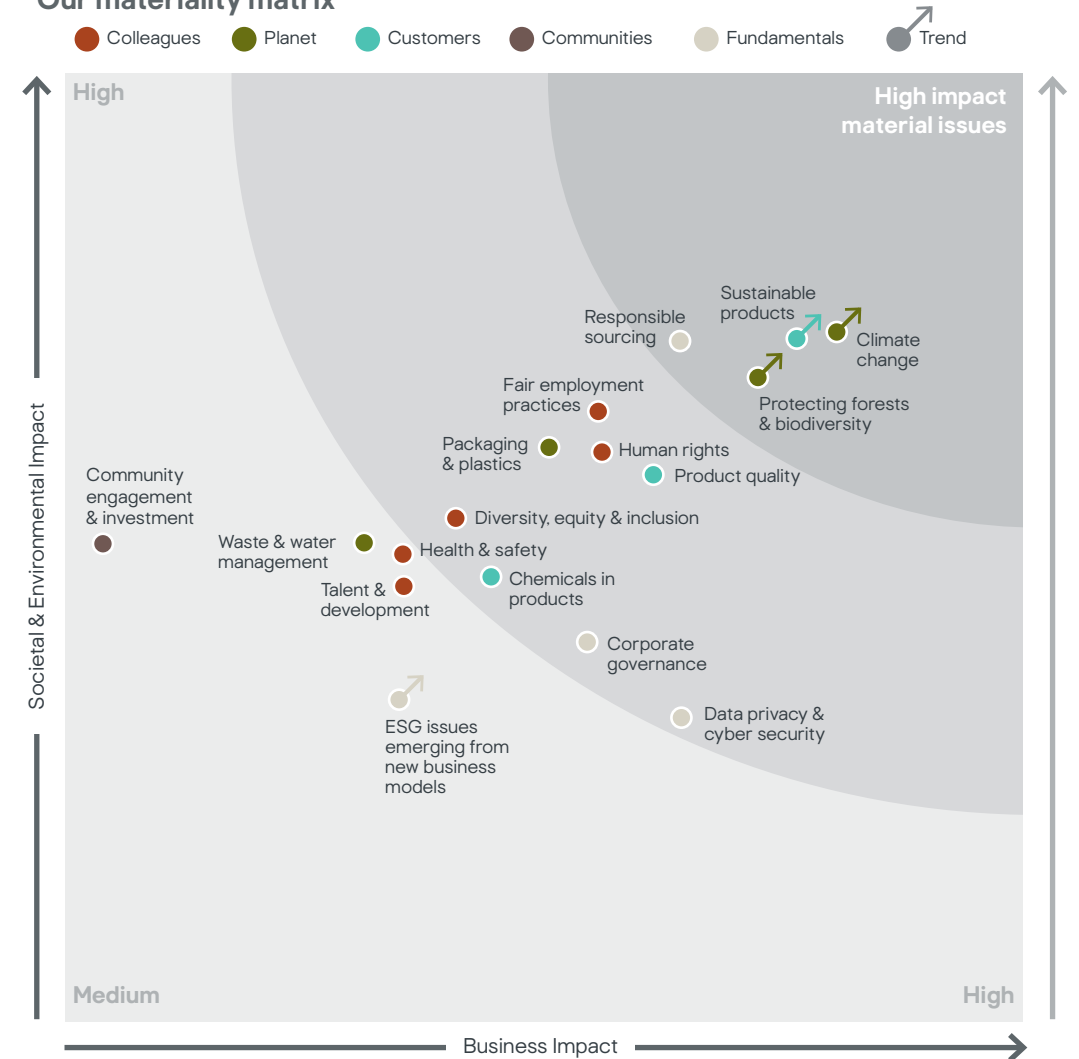 Our materiality matrix
Colleagues
Planet
Customers
Communities
Fundamentals
Trend
High
High impact
material issues
Sustainable
products
Responsible
sourcing
Climate
change
Fair employment
practices
Protecting forests
& biodiversity
Packaging
& plastics
Human rights
Product quality
Community
engagement
& investment
Diversity, equity & inclusion
Waste & water
management
Health & safety
Talent &
development
Chemicals in
products
Corporate
governance
Data privacy &
cyber security
ESG issues
emerging from
new business
models
Societal & Environmental Impact
Medium
High
Business Impact